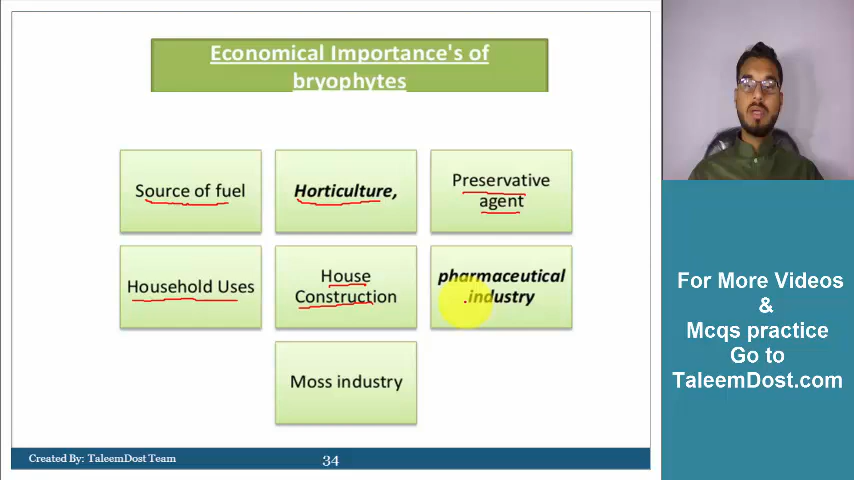 Economical Importance's of
bryophytes
Source of fuel
Horticulture,
Preservative
agent
Household Uses
House
Construction
pharmaceutical
industry
Moss industry
For More Videos
&
Mcqs practice
Go to
TaleemDost.com
Created By: TaleemDost Team
34